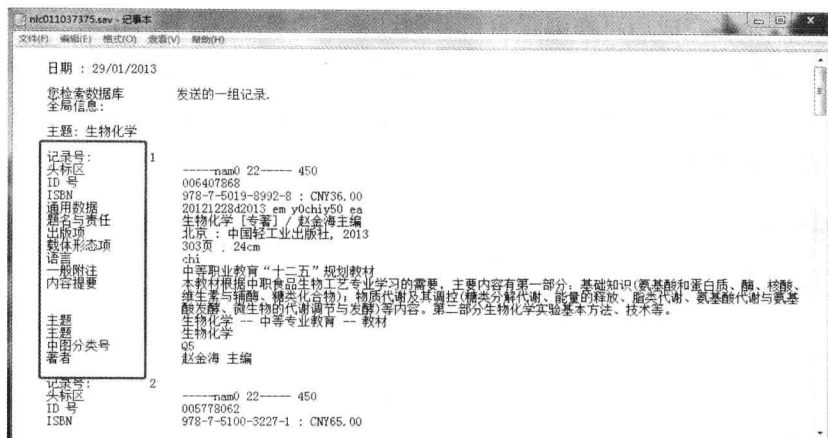 nlc011037375.sav - 记事本
文件(F) 编辑(E) 格式(O) 查看(V) 帮助(H)
日期 : 29/01/2013
您检索数据库 发送的一组记录.
全局信息:
主题: 生物化学
记录号: 1
头标区 -----nam0 22----- 450
ID 号 006407868
ISBN 978-7-5019-8992-8 : CNY36.00
通用数据 20121228d2013 em y0chiy50 ea
题名与责任 生物化学 [专著] / 赵金海主编
出版项 北京 : 中国轻工业出版社, 2013
载体形态项 303页 ; 24cm
语言 chi
一般附注 中等职业教育“十二五”规划教材
内容提要 本教材根据中职食品生物工艺专业学习的需要, 主要内容有第一部分: 基础知识(氨基酸和蛋白质、酶、核酸、
维生素与辅酶、糖类化合物); 物质代谢及其调控(糖类分解代谢、能量的释放、脂类代谢、氨基酸代谢与氨基
酸发酵、微生物的代谢调节与发酵)等内容。第二部分生物化学实验基本方法、技术等。
主题 生物化学 -- 中等专业教育 -- 教材
主题 生物化学
中图分类号 Q5
著者 赵金海 主编
记录号: 2
头标区 -----nam0 22----- 450
ID 号 005778062
ISBN 978-7-5100-3227-1 : CNY65.00